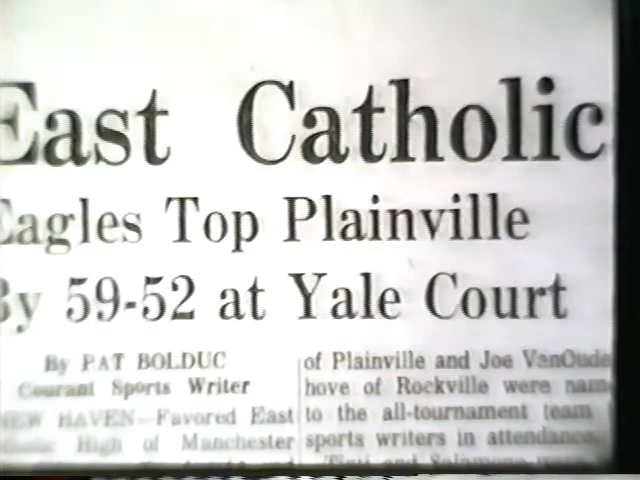 East Catholic
Eagles Top Plainville
By 59-52 at Yale Court
By PAT BOLDUC
Courant Sports Writer
NEW HAVEN—Favored East
High of Manchester
of Plainville and Joe VanOude
hove of Rockville were nam
to the all-tournament team
sports writers in attendance.